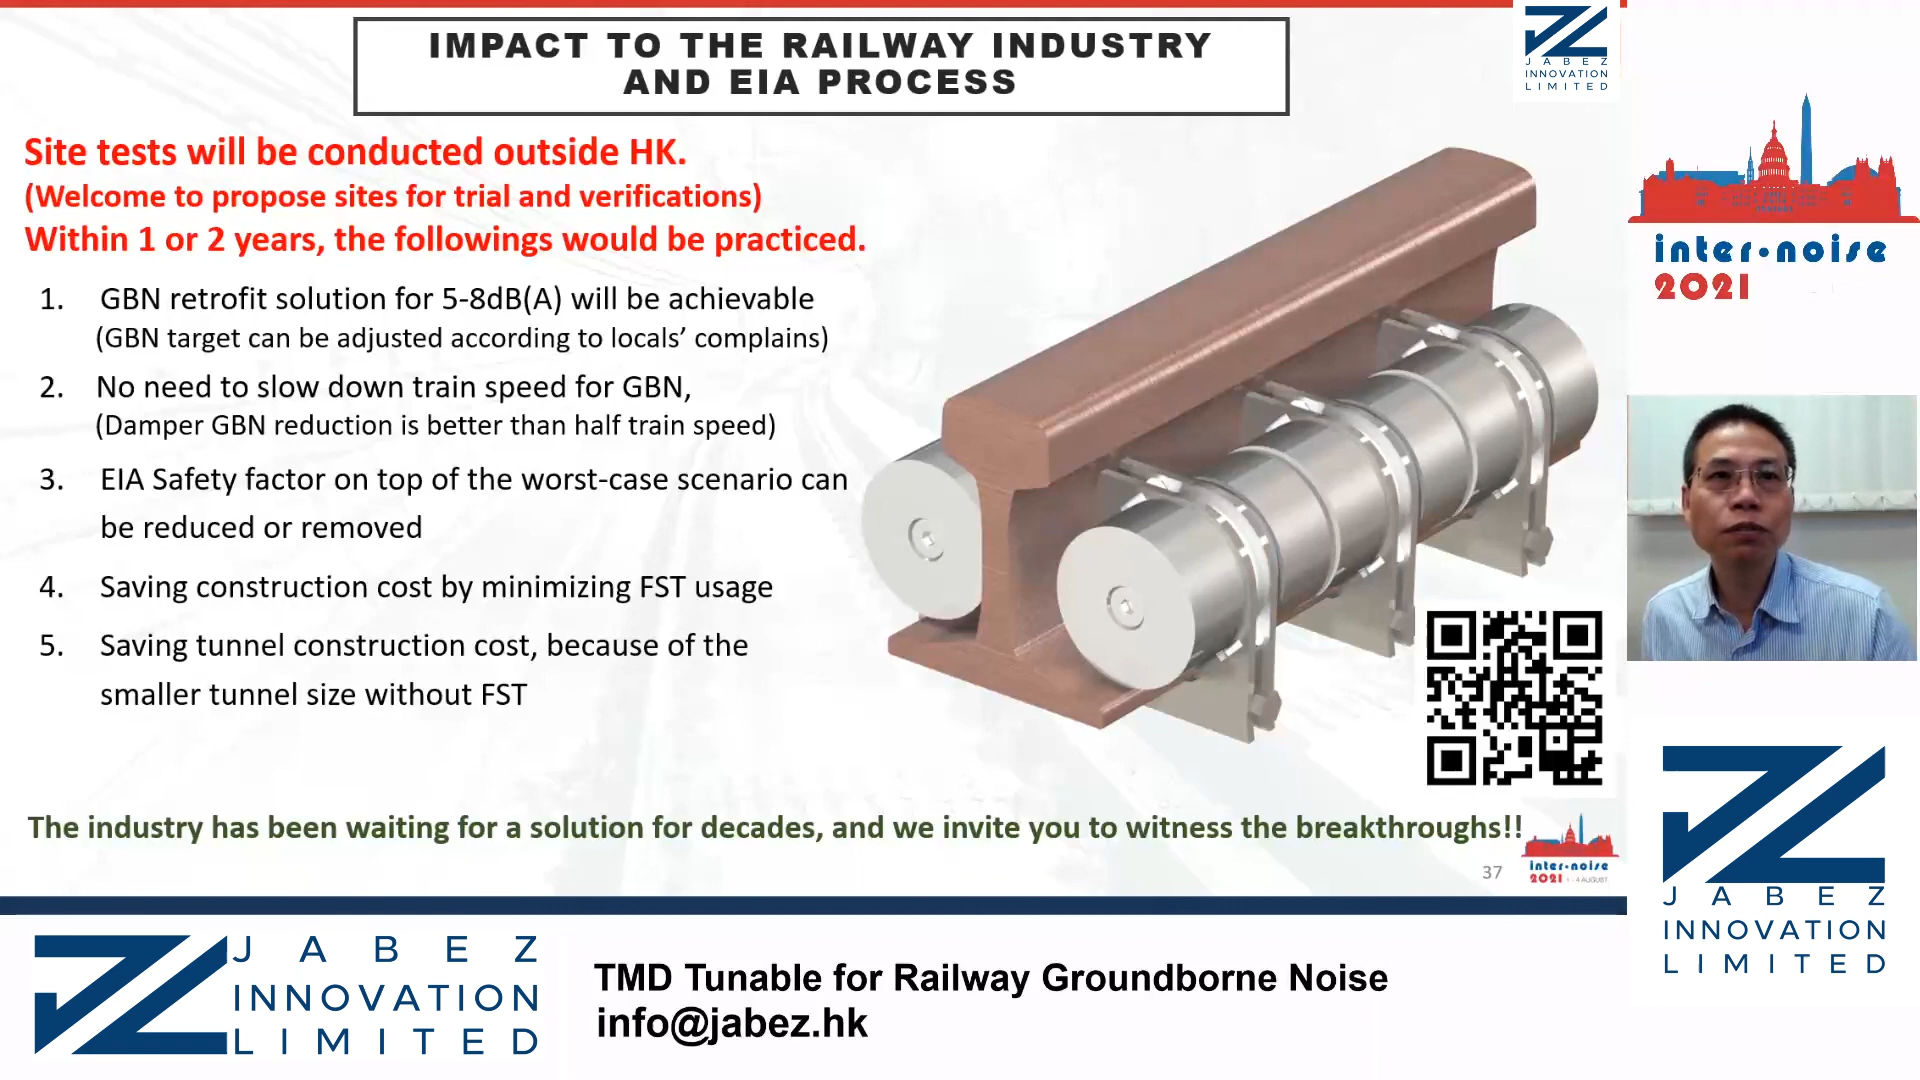 IMPACT TO THE RAILWAY INDUSTRY
AND EIA PROCESS
JABEZ
INNOVATION
LIMITED
Site tests will be conducted outside HK.
(Welcome to propose sites for trial and verifications)
Within 1 or 2 years, the followings would be practiced.
1. GBN retrofit solution for 5-8dB(A) will be achievable
(GBN target can be adjusted according to locals’ complains)
2. No need to slow down train speed for GBN,
(Damper GBN reduction is better than half train speed)
3. EIA Safety factor on top of the worst-case scenario can
be reduced or removed
4. Saving construction cost by minimizing FST usage
5. Saving tunnel construction cost, because of the
smaller tunnel size without FST
The industry has been waiting for a solution for decades, and we invite you to witness the breakthroughs!!
37
inter•noise
2021 1 - 4 AUGUST
inter•noise
2021
JABEZ
INNOVATION
LIMITED
JABEZ
INNOVATION
LIMITED
TMD Tunable for Railway Groundborne Noise
info@jabez.hk